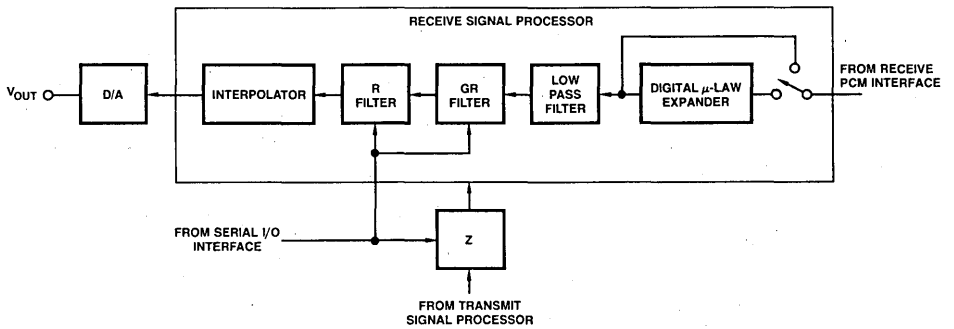 RECEIVE SIGNAL PROCESSOR
V_OUT
D/A
INTERPOLATOR
R
FILTER
GR
FILTER
LOW
PASS
FILTER
DIGITAL μ-LAW
EXPANDER
FROM RECEIVE
PCM INTERFACE
FROM SERIAL I/O
INTERFACE
Z
FROM TRANSMIT
SIGNAL PROCESSOR